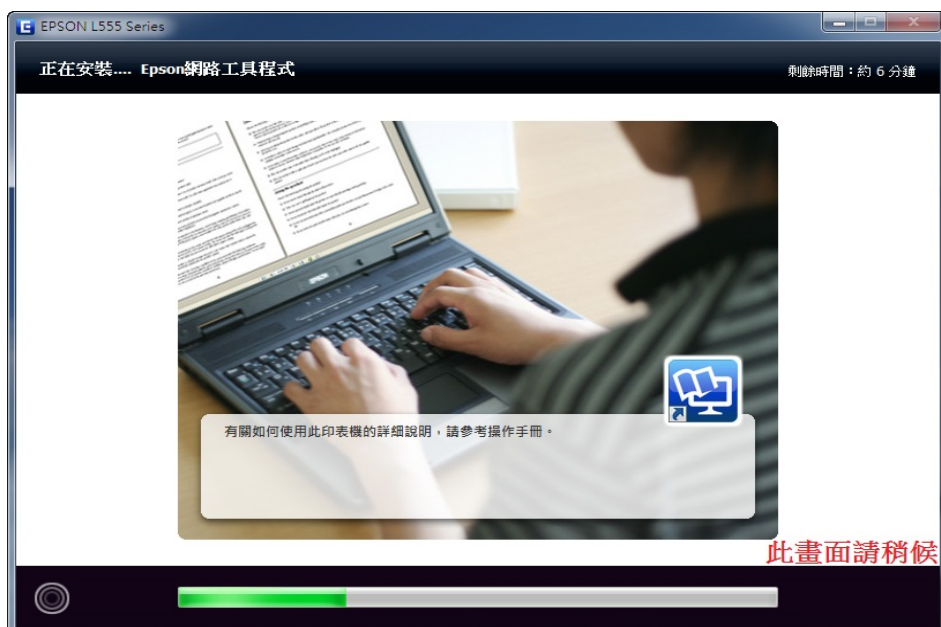 EPSON L555 Series
正在安裝.... Epson網路工具程式
剩餘時間：約 6 分鐘
EPSON
有關如何使用此印表機的詳細說明，請參考操作手冊。
此畫面請稍候